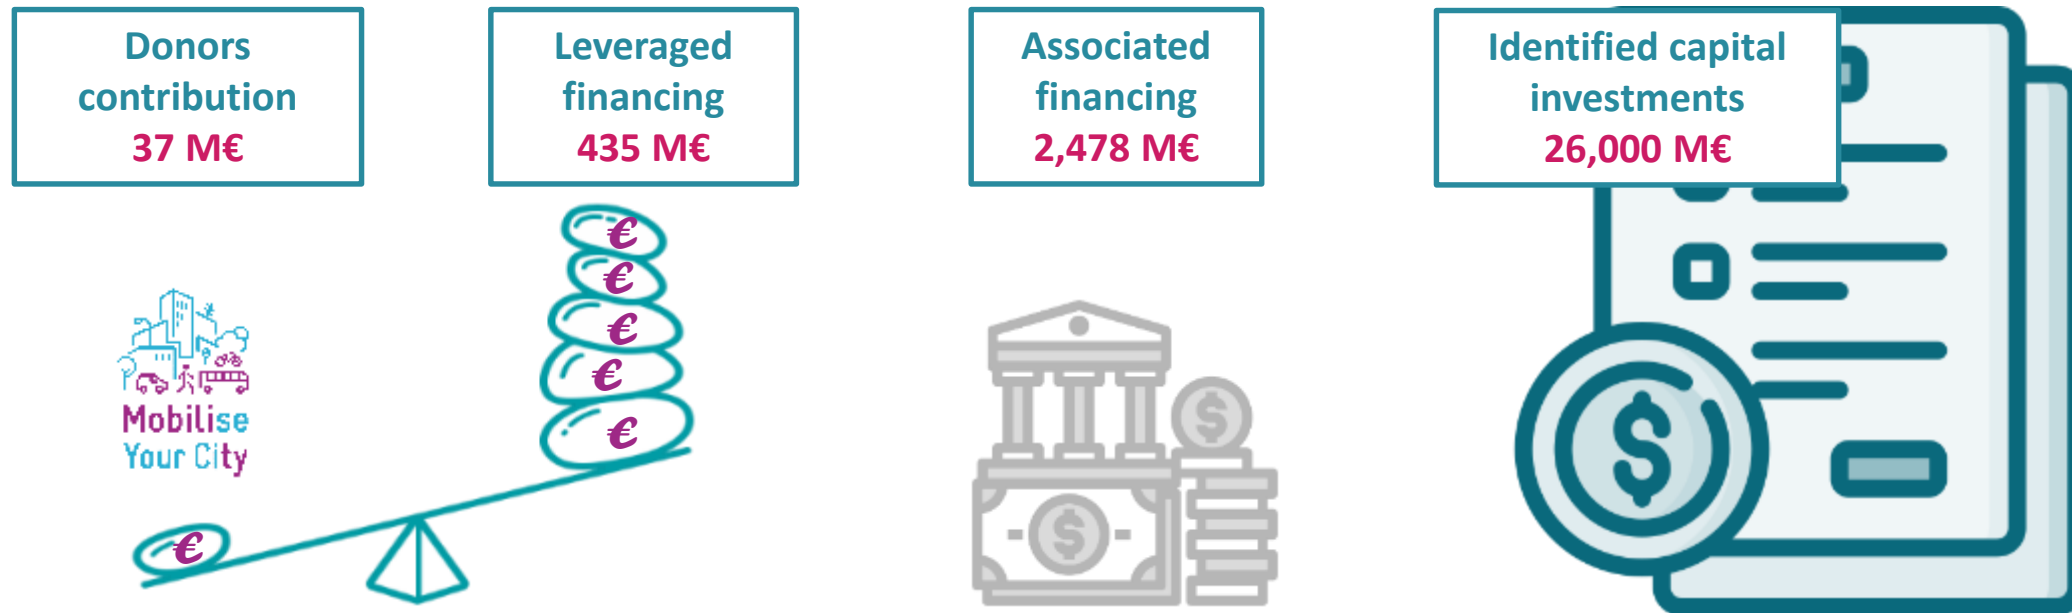 Donors
contribution
37 M€
Leveraged
financing
435 M€
Associated
financing
2,478 M€
Identified capital
investments
26,000 M€
€
€
€
€
€
€
Mobilise
Your City
$
$
$